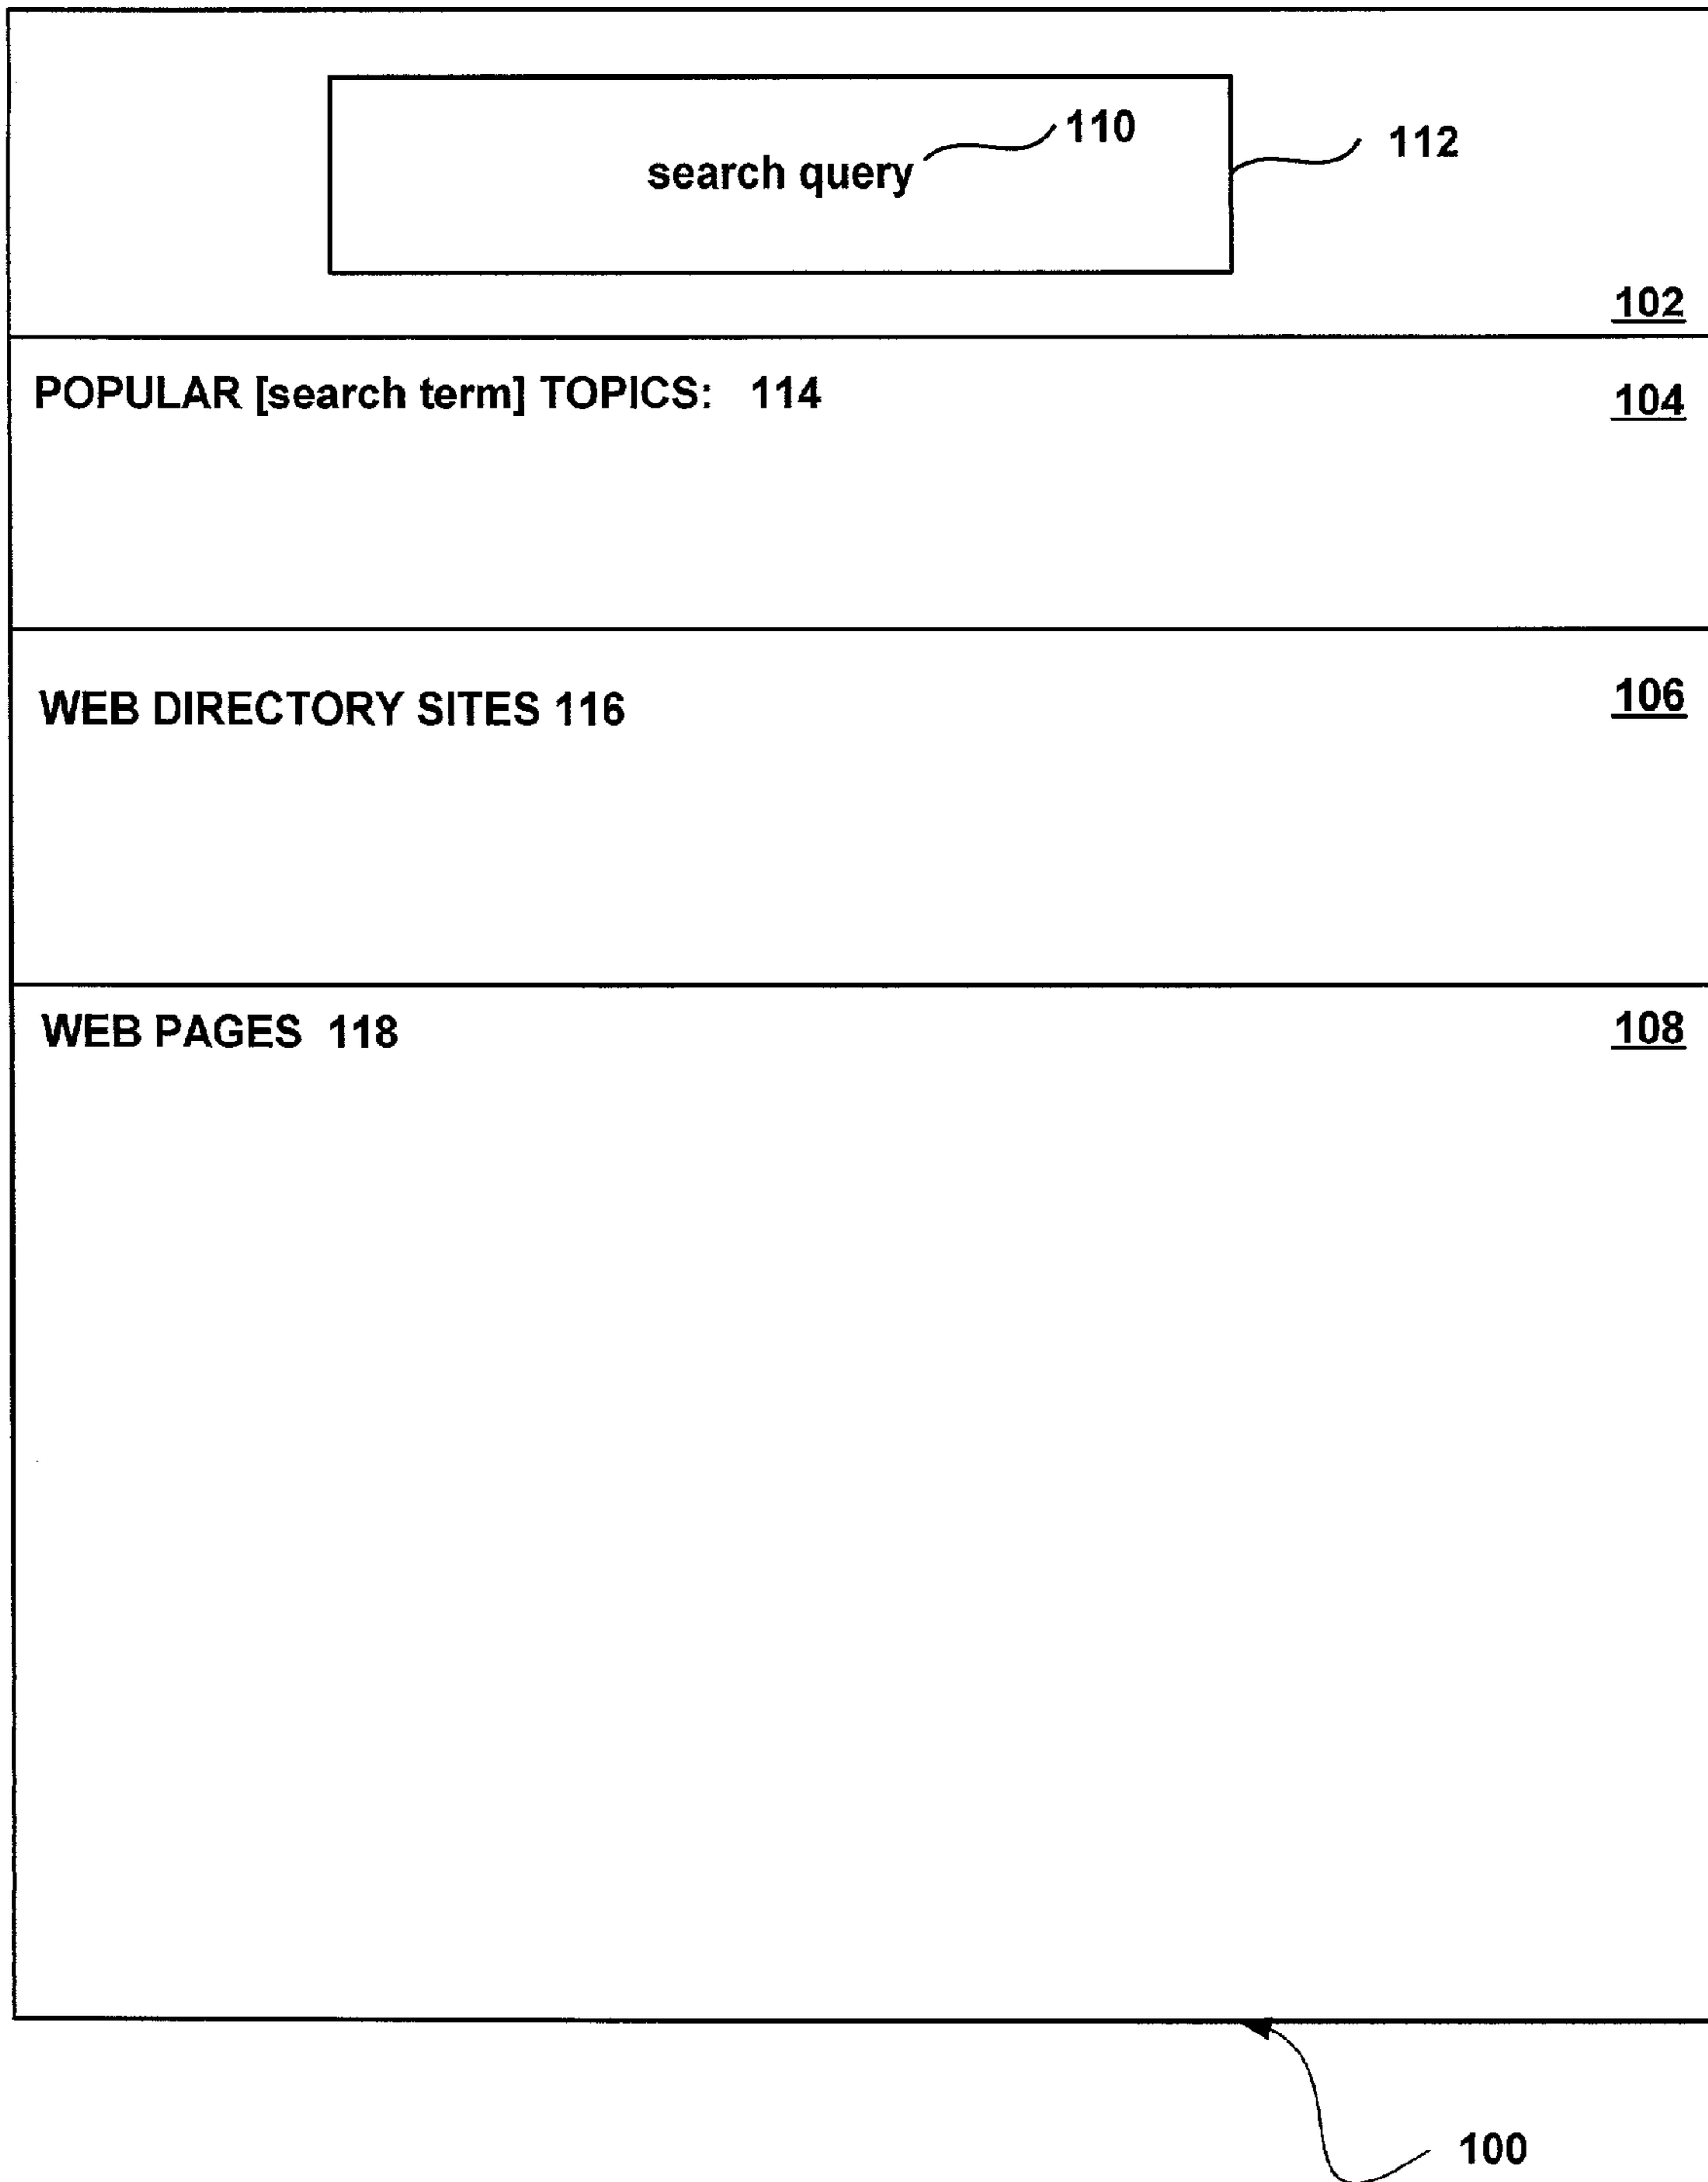 110
search query
112
102
POPULAR [search term] TOPICS: 114
104
WEB DIRECTORY SITES 116
106
WEB PAGES 118
108
100